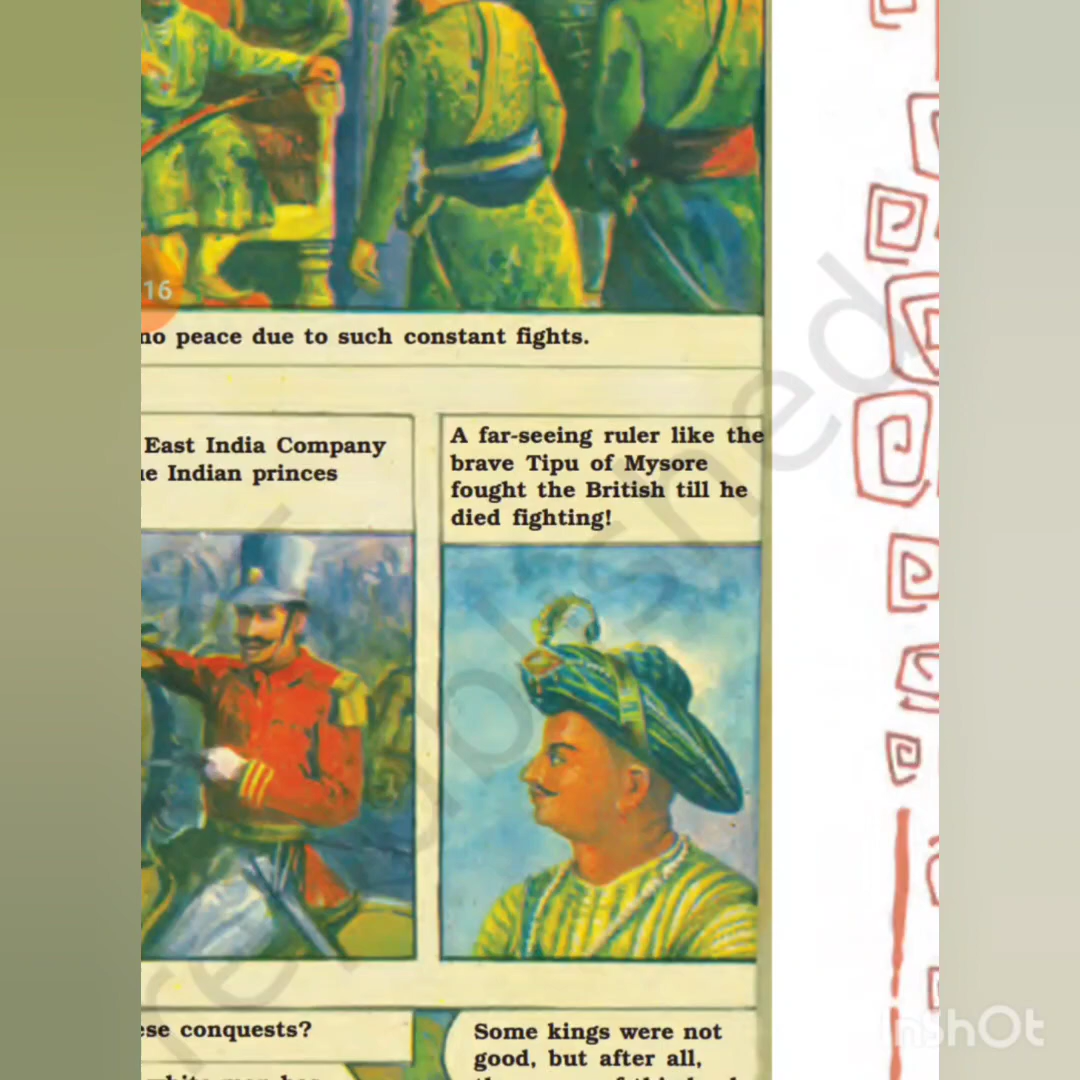 16
no peace due to such constant fights.
East India Company
Indian princes
A far-seeing ruler like the
brave Tipu of Mysore
fought the British till he
died fighting!
conquests?
Some kings were not
good, but after all,
republished
InShOt